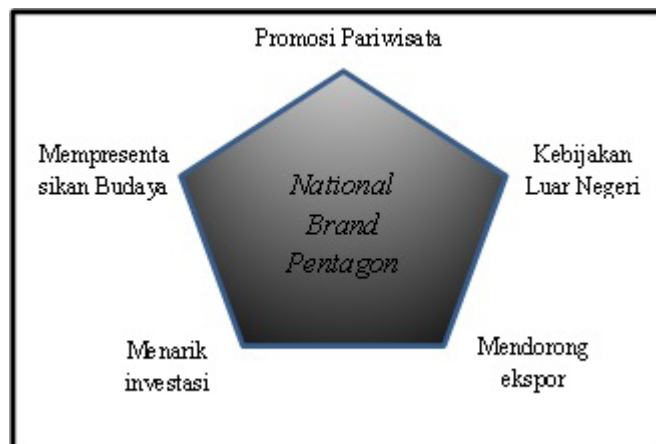 Promosi Pariwisata
Mempresenta
sikan Budaya
Kebijakan
Luar Negeri
National
Brand
Pentagon
Menarik
investasi
Mendorong
ekspor